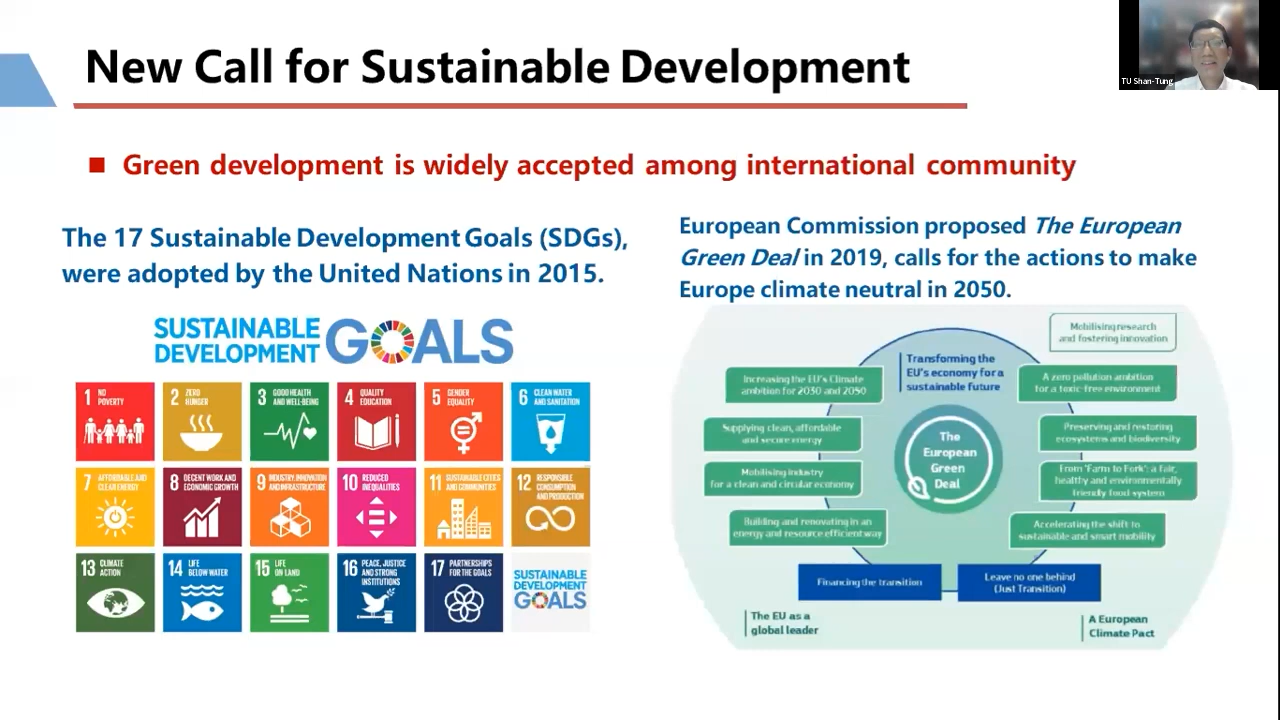 New Call for Sustainable Development
TU Shan-Tung
Green development is widely accepted among international community
The 17 Sustainable Development Goals (SDGs),
were adopted by the United Nations in 2015.
SUSTAINABLE
DEVELOPMENT
GOALS
1 NO
POVERTY
2 ZERO
HUNGER
3 GOOD HEALTH
AND WELL-BEING
4 QUALITY
EDUCATION
5 GENDER
EQUALITY
6 CLEAN WATER
AND SANITATION
7 AFFORDABLE AND
CLEAN ENERGY
8 DECENT WORK AND
ECONOMIC GROWTH
9 INDUSTRY, INNOVATION
AND INFRASTRUCTURE
10 REDUCED
INEQUALITIES
11 SUSTAINABLE CITIES
AND COMMUNITIES
12 RESPONSIBLE
CONSUMPTION
AND PRODUCTION
13 CLIMATE
ACTION
14 LIFE
BELOW WATER
15 LIFE
ON LAND
16 PEACE, JUSTICE
AND STRONG
INSTITUTIONS
17 PARTNERSHIPS
FOR THE GOALS
SUSTAINABLE
DEVELOPMENT
GOALS
European Commission proposed The European
Green Deal in 2019, calls for the actions to make
Europe climate neutral in 2050.
Mobilising research
and fostering innovation
Transforming the
EU's economy for a
sustainable future
Increasing the EU's Climate
ambition for 2030 and 2050
A zero pollution ambition
for a toxic-free environment
Supplying clean, affordable
and secure energy
Preserving and restoring
ecosystems and biodiversity
The
European
Green
Deal
Mobilising industry
for a clean and circular economy
From 'Farm to Fork': a fair,
healthy and environmentally
friendly food system
Building and renovating in an
energy and resource efficient way
Accelerating the shift to
sustainable and smart mobility
Financing the transition
Leave no one behind
(Just Transition)
The EU as a
global leader
A European
Climate Pact